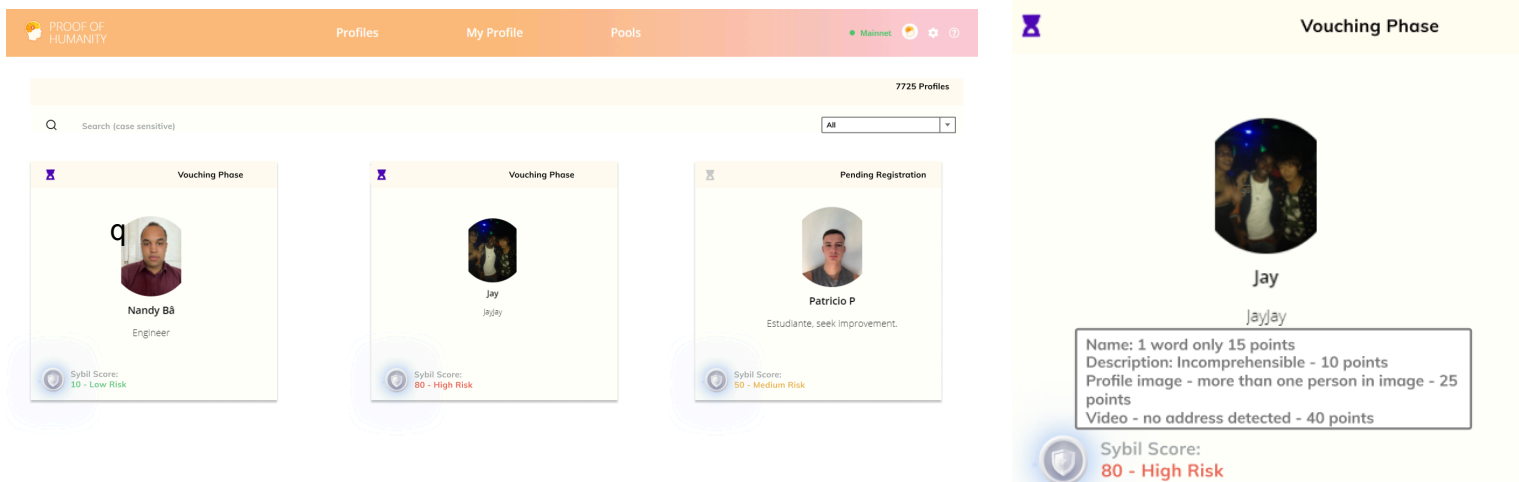 PROOF OF
HUMANITY
Profiles
My Profile
Pools
Mainnet
7725 Profiles
Search (case sensitive)
All
Vouching Phase
q
Nandy Bâ
Engineer
Sybil Score:
10 - Low Risk
Vouching Phase
Jay
JayJay
Sybil Score:
80 - High Risk
Pending Registration
Patricio P
Estudiante, seek improvement.
Sybil Score:
50 - Medium Risk
Vouching Phase
Jay
JayJay
Name: 1 word only 15 points
Description: Incomprehensible - 10 points
Profile image - more than one person in image - 25
points
Video - no address detected - 40 points
Sybil Score:
80 - High Risk